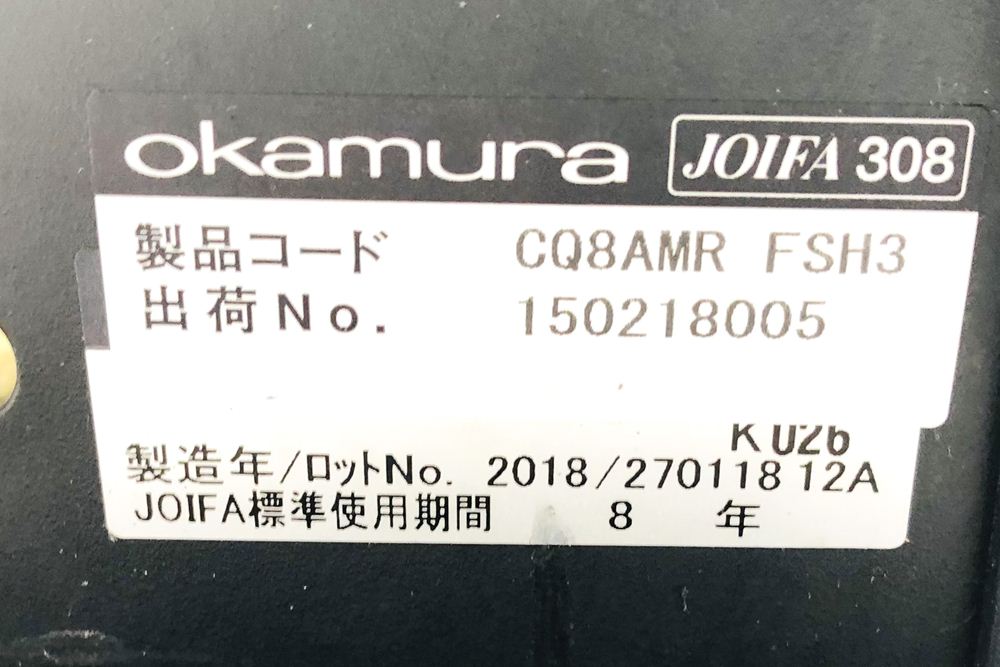 okamura JOIFA 308
製品コード CQ8AMR FSH3
出荷No. 150218005
KU26
製造年/ロットNo. 2018/270118 12A
JOIFA標準使用期間 8 年